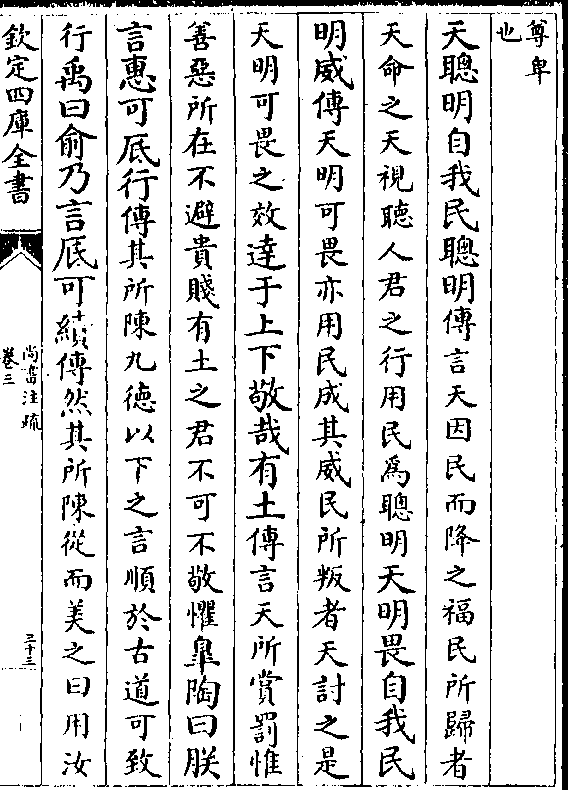 尊卑
也
天聰明自我民聰明傳言天因民而降之福民所歸者
天命之天視聽人君之行用民爲聰明天明畏自我民
明威傳天明可畏亦用民成其威民所叛者天討之是
天明可畏之效達于上下敬哉有土傳言天所賞罰惟
善惡所在不避貴賤有土之君不可不敬懼臯陶曰朕
言惠可厎行傳其所陳九德以下之言順於古道可致
行禹曰俞乃言厎可績傳然其所陳從而美之曰用汝
欽定四庫全書
尚書注疏
卷三
二十三